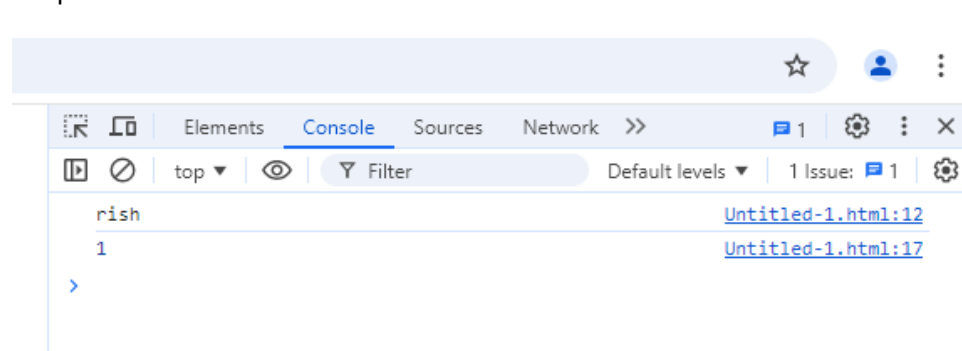 Elements Console Sources Network 1
top Filter Default levels 1 Issue: 1
rish Untitled-1.html:12
1 Untitled-1.html:17